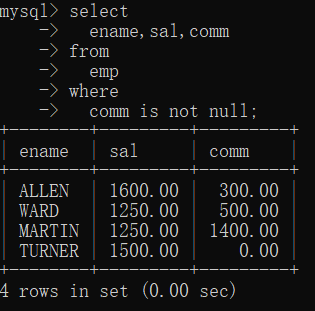 mysql> select
    -> ename,sal,comm
    -> from
    -> emp
    -> where
    -> comm is not null;
+--------+---------+---------+
| ename  | sal     | comm    |
+--------+---------+---------+
| ALLEN  | 1600.00 |  300.00 |
| WARD   | 1250.00 |  500.00 |
| MARTIN | 1250.00 | 1400.00 |
| TURNER | 1500.00 |    0.00 |
+--------+---------+---------+
4 rows in set (0.00 sec)